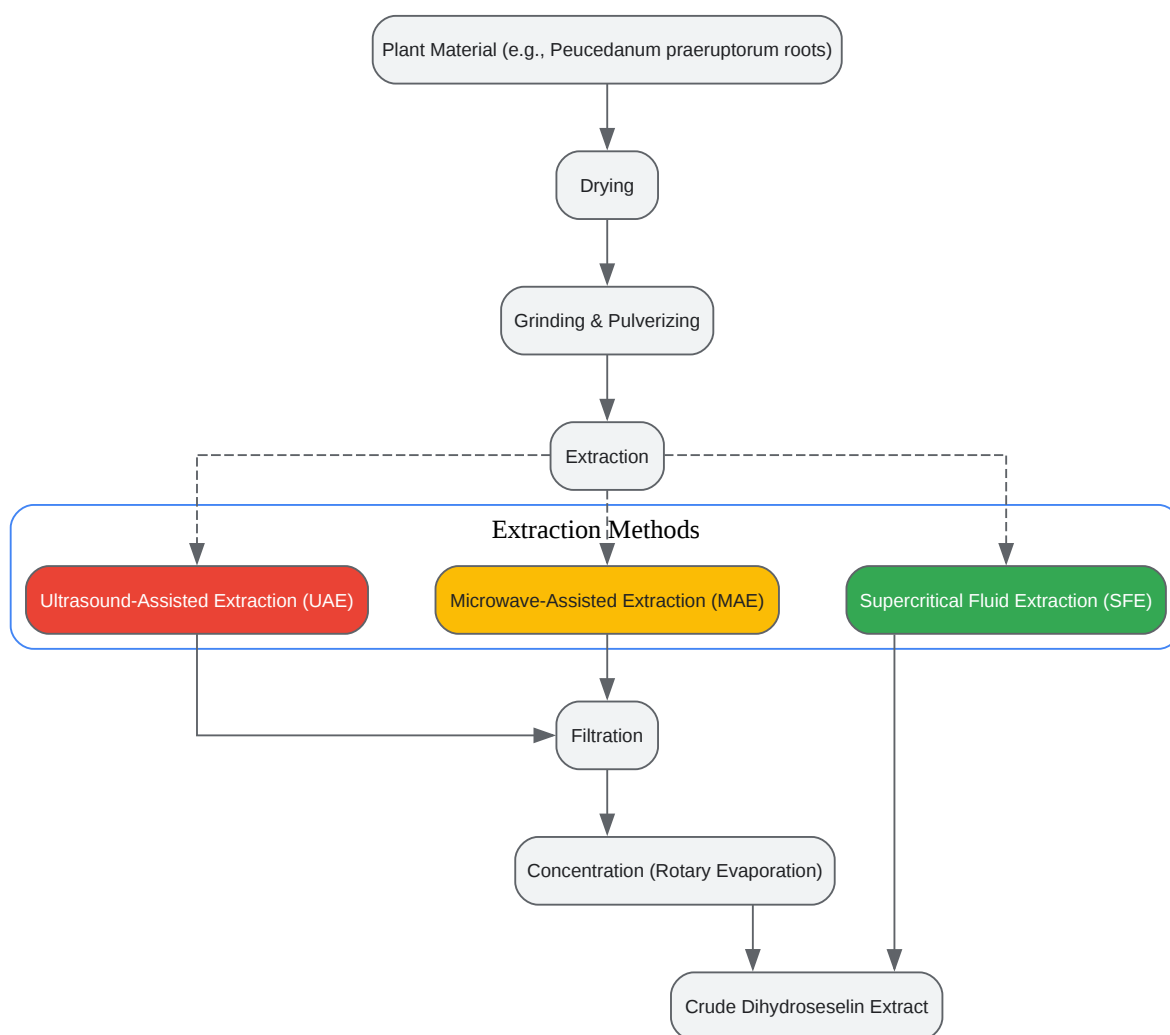 Plant Material (e.g., Peucedanum praeruptorum roots)
Drying
Grinding & Pulverizing
Extraction
Extraction Methods
Ultrasound-Assisted Extraction (UAE)
Microwave-Assisted Extraction (MAE)
Supercritical Fluid Extraction (SFE)
Filtration
Concentration (Rotary Evaporation)
Crude Dihydroseselin Extract